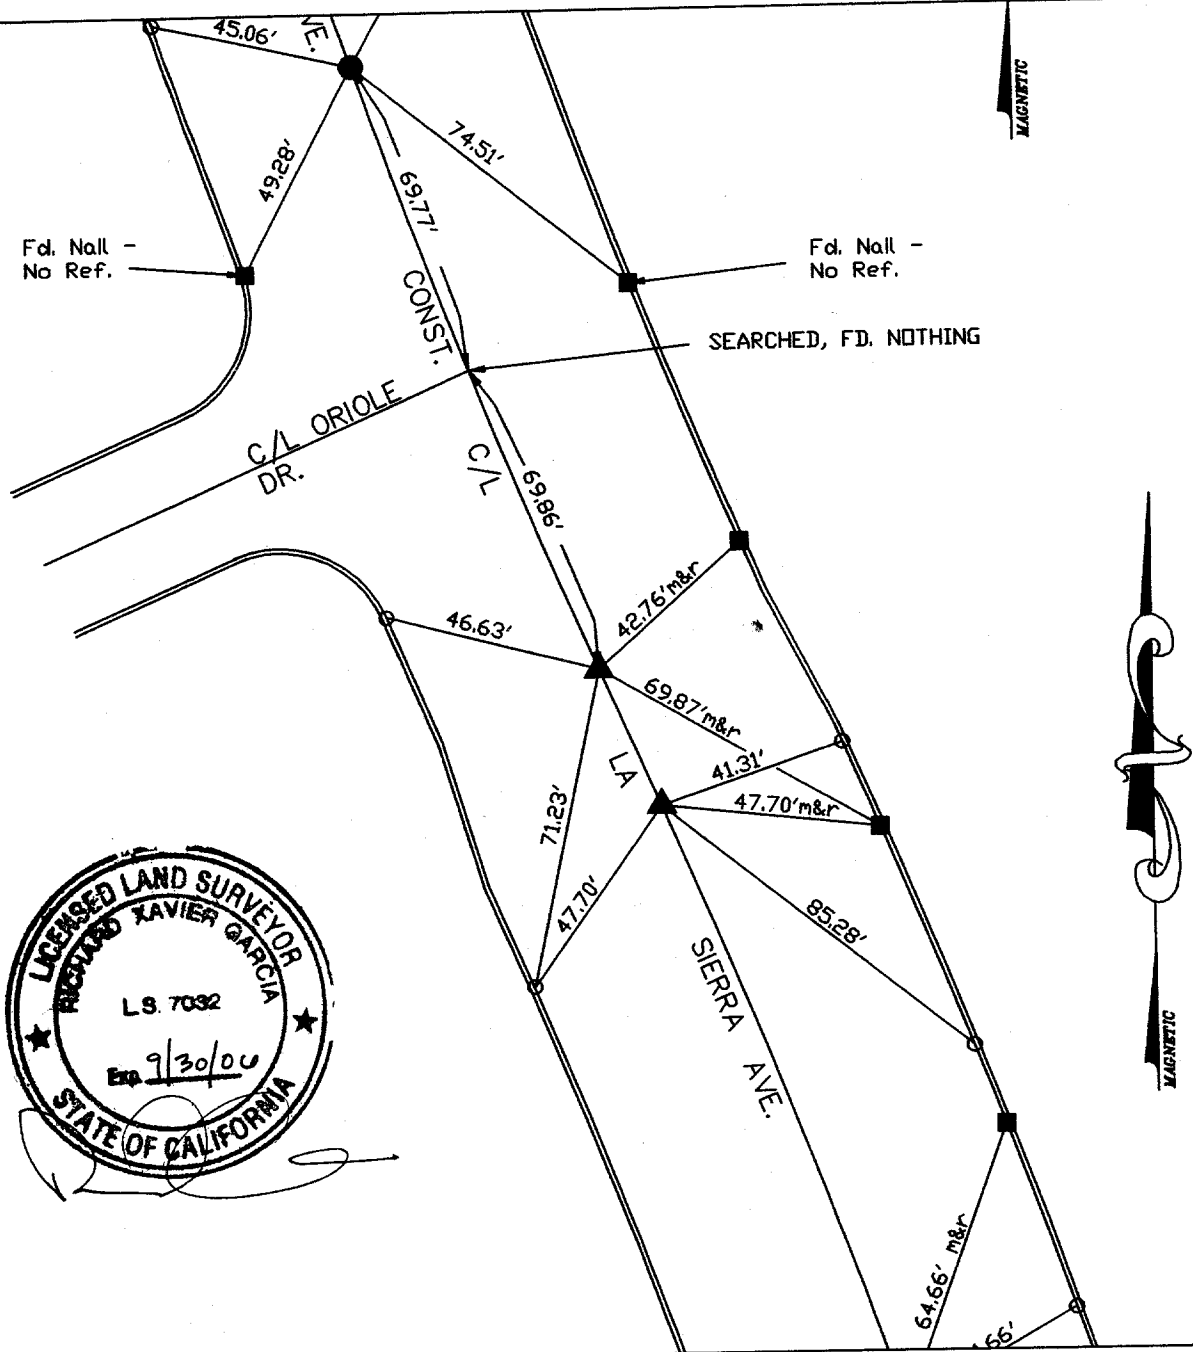 VE.
45.06'
MAGNETIC
49.28'
74.51'
69.77'
Fd. Nail -
No Ref.
Fd. Nail -
No Ref.
CONST.
SEARCHED, FD. NOTHING
C/L ORIOLE
DR.
C/L
69.86'
46.63'
42.76'm&r
69.87'm&r
LA
41.31'
47.70'm&r
71.23'
47.70'
85.28'
SIERRA AVE.
MAGNETIC
LICENSED LAND SURVEYOR
RICHARD XAVIER GARCIA
L.S. 7032
Exp. 9/30/06
STATE OF CALIFORNIA
64.66' m&r
.66'